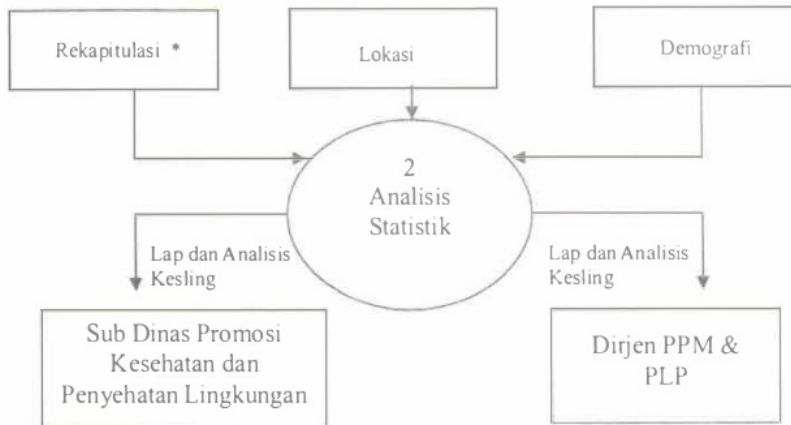 Rekapitulasi *
Lokasi
Demografi
2
Analisis
Statistik
Lap dan Analisis
Kesling
Lap dan Analisis
Kesling
Sub Dinas Promosi
Kesehatan dan
Penyehatan Lingkungan
Dirjen PPM &
PLP